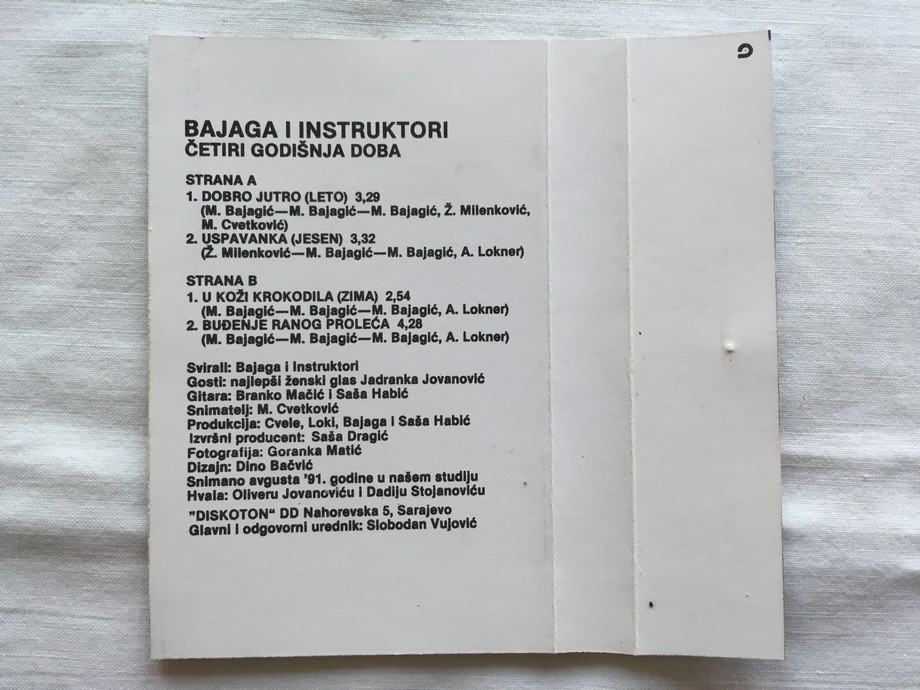 BAJAGA I INSTRUKTORI
ČETIRI GODIŠNJA DOBA
STRANA A
1. DOBRO JUTRO (LETO) 3,29
(M. Bajagić—M. Bajagić—M. Bajagić, Ž. Milenković,
M. Cvetković)
2. USPAVANKA (JESEN) 3,32
(Ž. Milenković—M. Bajagić—M. Bajagić, A. Lokner)
STRANA B
1. U KOŽI KROKODILA (ZIMA) 2,54
(M. Bajagić—M. Bajagić—M. Bajagić, A. Lokner)
2. BUĐENJE RANOG PROLEĆA 4,28
(M. Bajagić—M. Bajagić—M. Bajagić, A. Lokner)
Svirali: Bajaga i Instruktori
Gosti: najlepši ženski glas Jadranka Jovanović
Gitara: Branko Mačić i Saša Habić
Snimatelj: M. Cvetković
Produkcija: Cvele, Loki, Bajaga i Saša Habić
Izvršni producent: Saša Dragić
Fotografija: Goranka Matić
Dizajn: Dino Bačvić
Snimano avgusta '91. godine u našem studiju
Hvala: Oliveru Jovanoviću i Dadiju Stojanoviću
"DISKOTON“ DD Nahorevska 5, Sarajevo
Glavni i odgovorni urednik: Slobodan Vujović